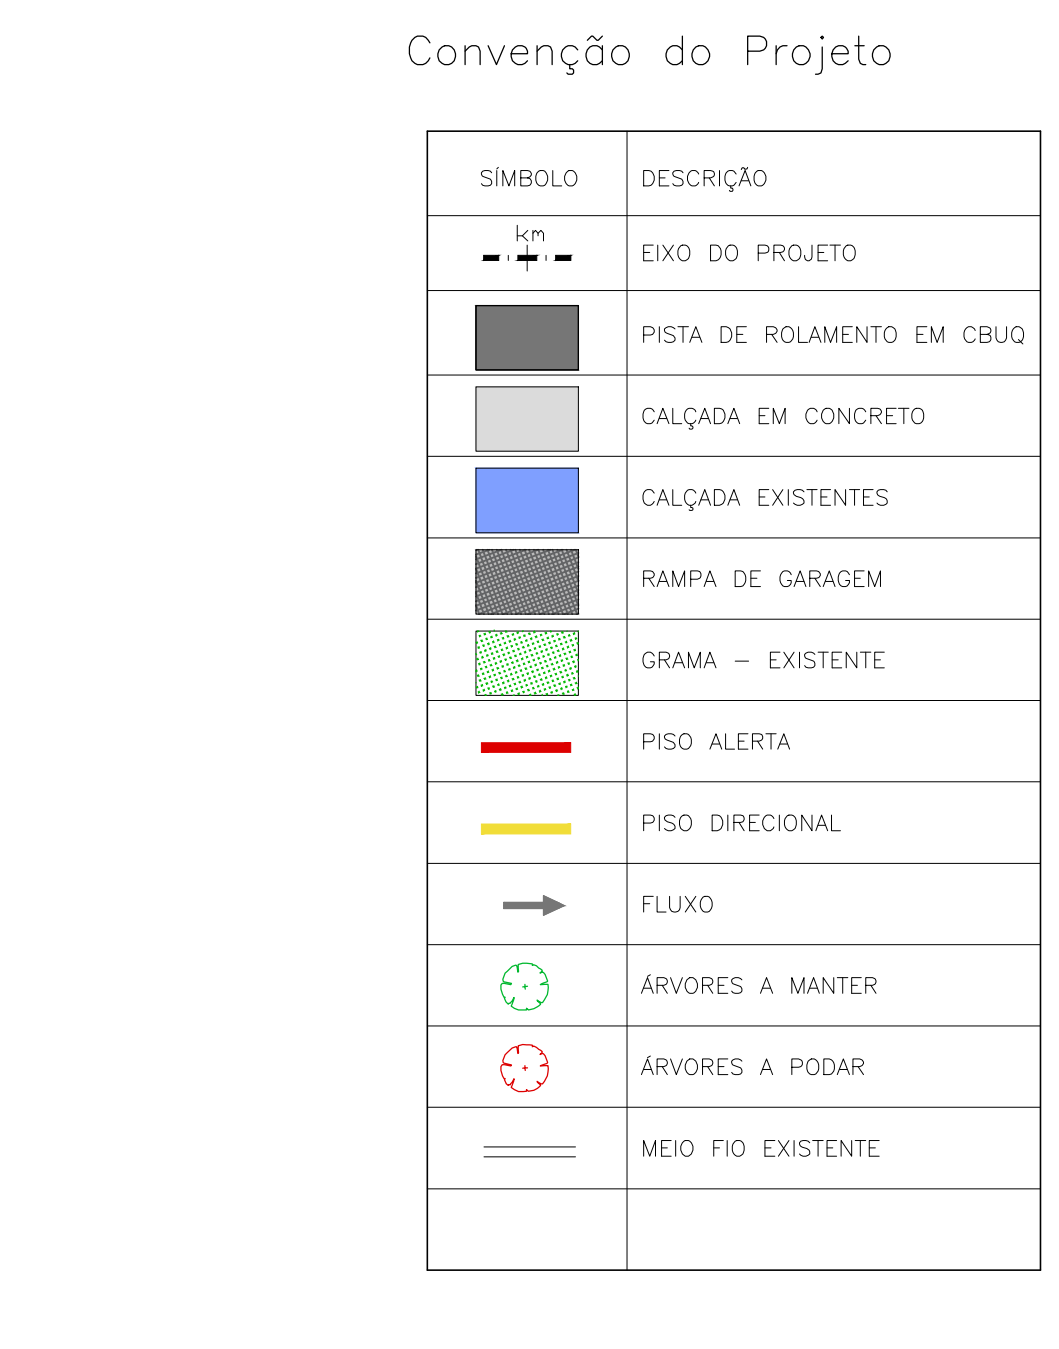 Convenção do Projeto
SÍMBOLO DESCRIÇÃO
km
EIXO DO PROJETO
PISTA DE ROLAMENTO EM CBUQ
CALÇADA EM CONCRETO
CALÇADA EXISTENTES
RAMPA DE GARAGEM
GRAMA - EXISTENTE
PISO ALERTA
PISO DIRECIONAL
FLUXO
ÁRVORES A MANTER
ÁRVORES A PODAR
MEIO FIO EXISTENTE